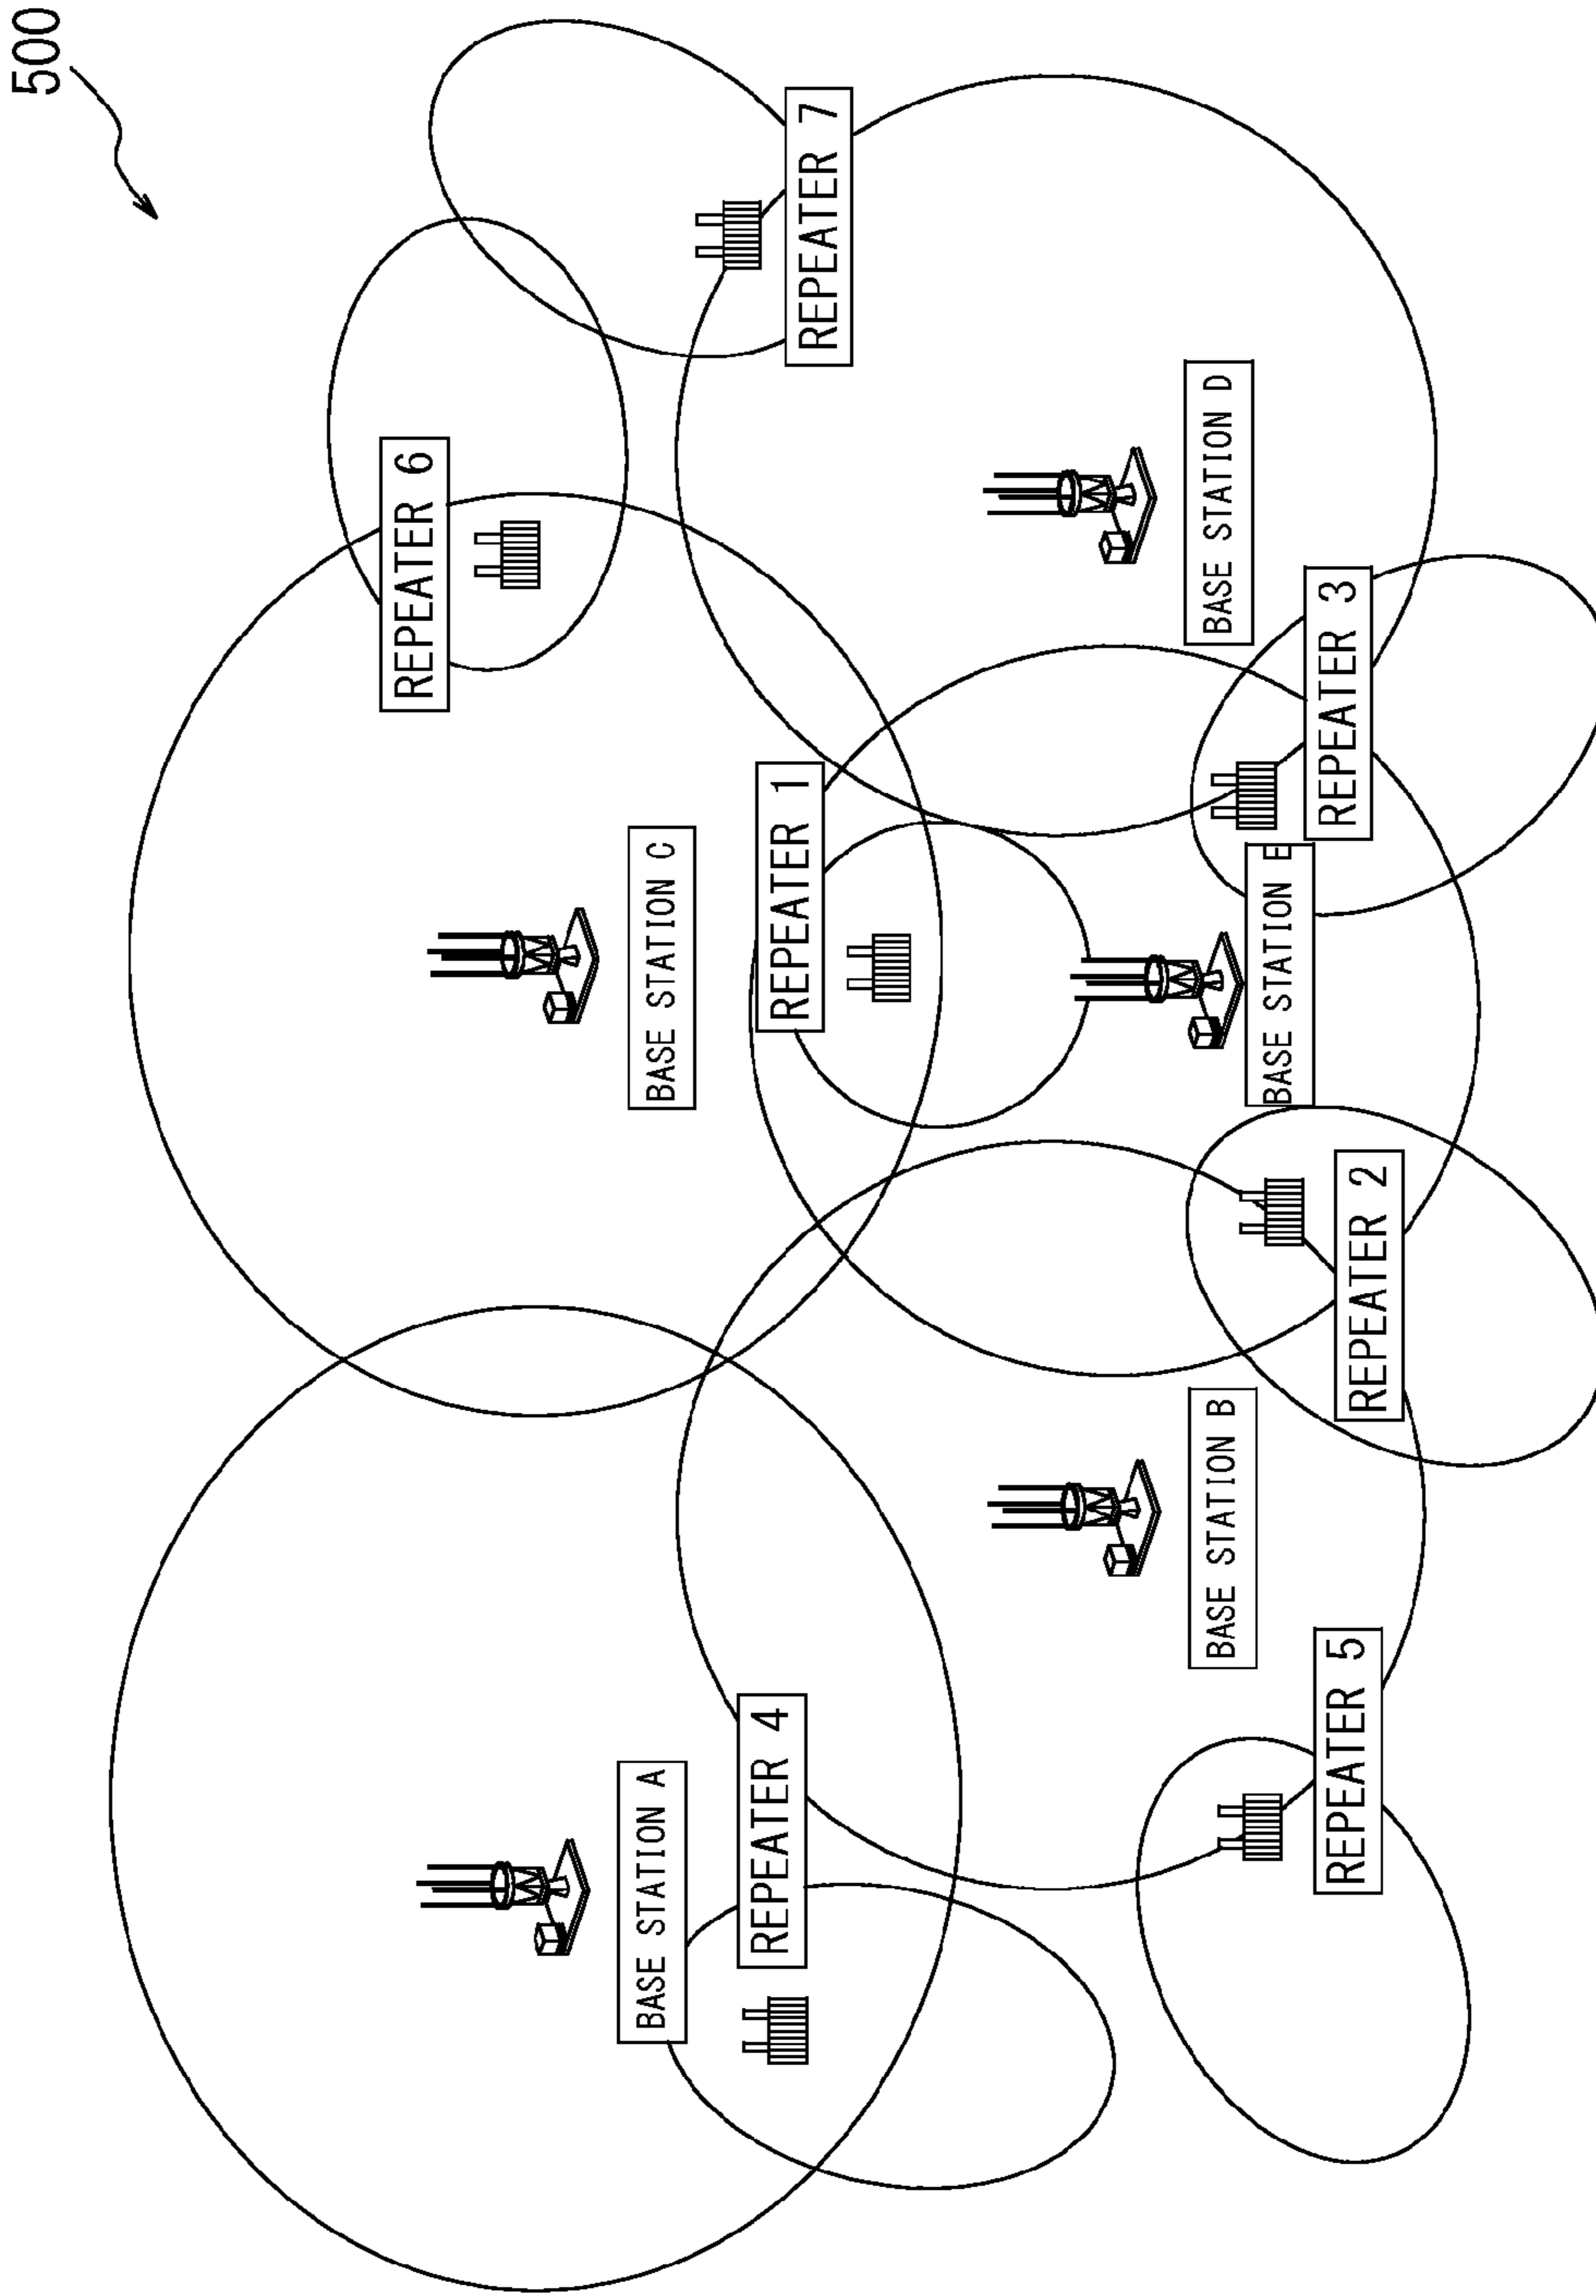 500
REPEATER 7
REPEATER 6
BASE STATION D
REPEATER 3
REPEATER 1
BASE STATION C
BASE STATION E
REPEATER 2
BASE STATION B
REPEATER 5
REPEATER 4
BASE STATION A